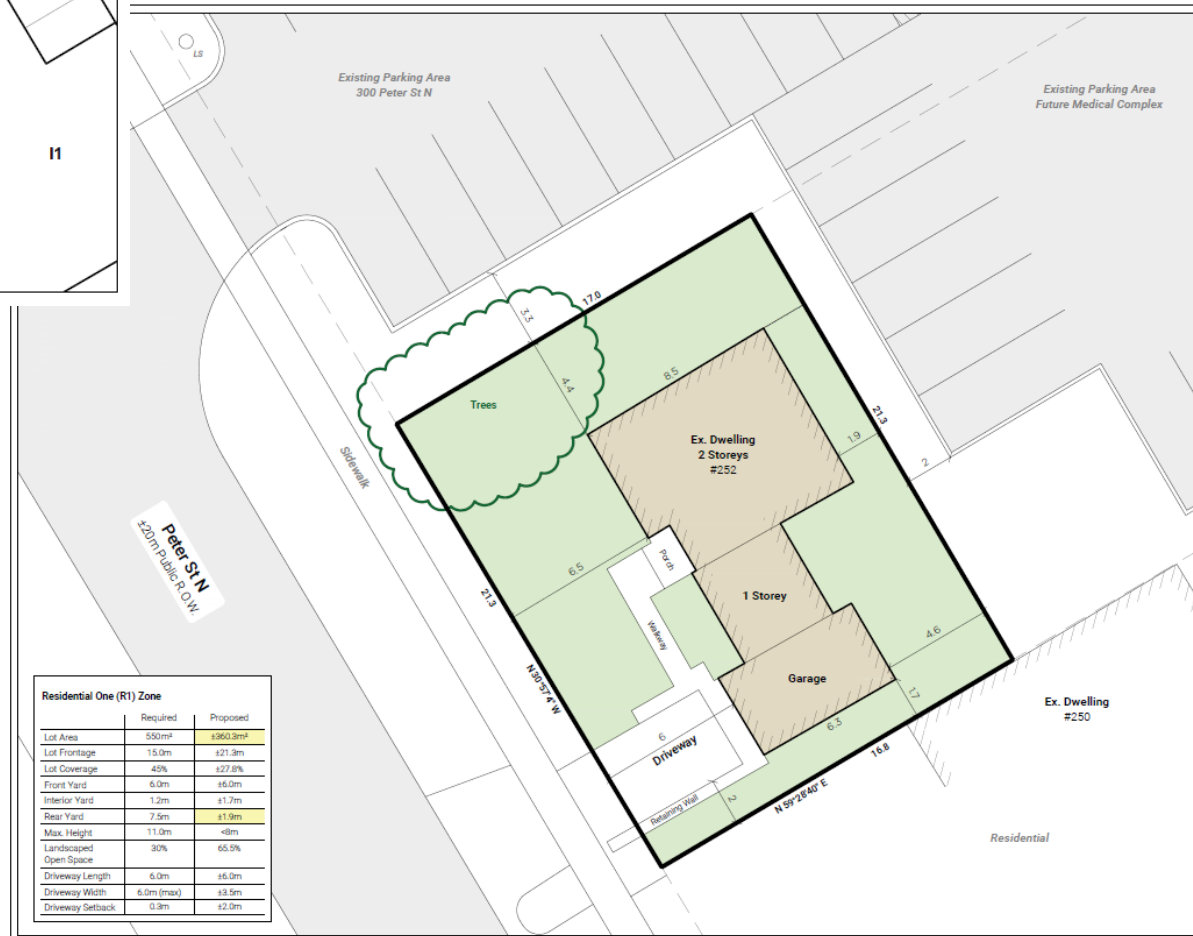 LS
I1
Existing Parking Area
300 Peter St N
Existing Parking Area
Future Medical Complex
17.0
3.3
4.4
Trees
8.5
Ex. Dwelling
2 Storeys
#252
1.9
21.3
2
Sidewalk
Peter St N
±20m Public R.O.W.
6.5
Porch
21.3
1 Storey
Walkway
4.6
N 30°57'4" W
Garage
1.7
Ex. Dwelling
#250
6
Driveway
6.3
16.8
N 59°28'40" E
Retaining Wall
2
Residential
Residential One (R1) Zone
Required Proposed
Lot Area 550m² ±360.3m²
Lot Frontage 15.0m ±21.3m
Lot Coverage 45% ±27.8%
Front Yard 6.0m ±6.0m
Interior Yard 1.2m ±1.7m
Rear Yard 7.5m ±1.9m
Max. Height 11.0m <8m
Landscaped 30% 65.5%
Open Space
Driveway Length 6.0m ±6.0m
Driveway Width 6.0m (max) ±3.5m
Driveway Setback 0.3m ±2.0m